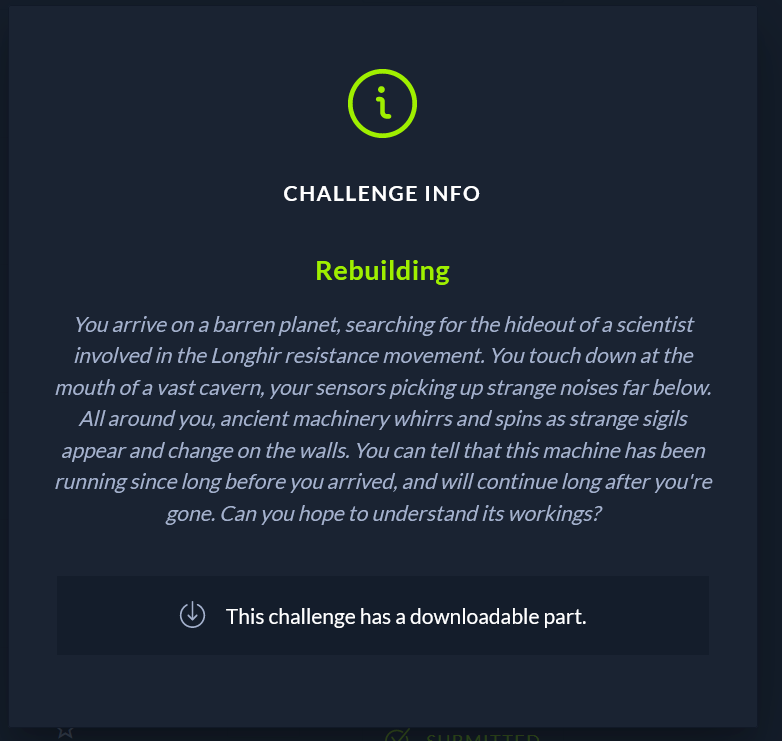 CHALLENGE INFO
Rebuilding
You arrive on a barren planet, searching for the hideout of a scientist
involved in the Longhir resistance movement. You touch down at the
mouth of a vast cavern, your sensors picking up strange noises far below.
All around you, ancient machinery whirrs and spins as strange sigils
appear and change on the walls. You can tell that this machine has been
running since long before you arrived, and will continue long after you're
gone. Can you hope to understand its workings?
This challenge has a downloadable part.
SUBMITTED